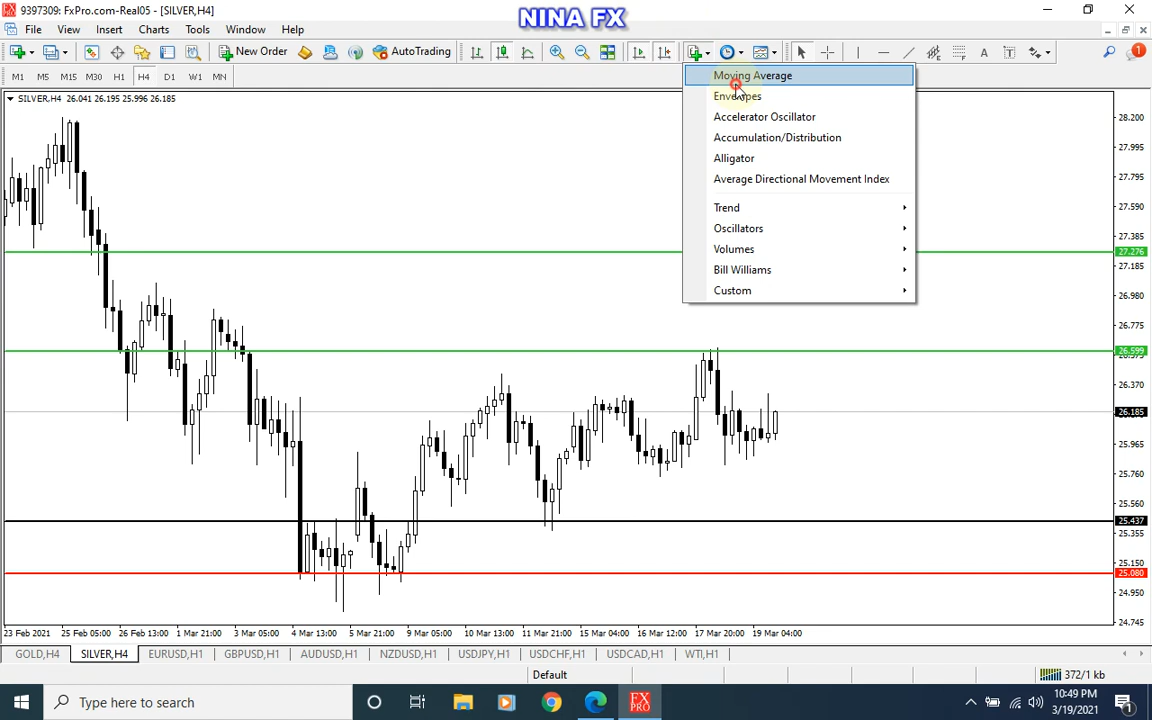 9397309: FxPro.com-Real05 - [SILVER,H4]
NINA FX
File View Insert Charts Tools Window Help
New Order AutoTrading A T
M1 M5 M15 M30 H1 H4 D1 W1 MN
SILVER,H4 26.041 26.195 25.996 26.185
Moving Average
Envelopes
Accelerator Oscillator
Accumulation/Distribution
Alligator
Average Directional Movement Index
Trend
Oscillators
Volumes
Bill Williams
Custom
28.200
27.995
27.795
27.590
27.385
27.276
27.185
26.980
26.775
26.599
26.370
26.185
25.965
25.760
25.560
25.437
25.355
25.150
25.080
24.950
24.745
23 Feb 2021 25 Feb 05:00 26 Feb 13:00 1 Mar 21:00 3 Mar 05:00 4 Mar 13:00 5 Mar 21:00 9 Mar 05:00 10 Mar 13:00 11 Mar 21:00 15 Mar 04:00 16 Mar 12:00 17 Mar 20:00 19 Mar 04:00
GOLD,H4 SILVER,H4 EURUSD,H1 GBPUSD,H1 AUDUSD,H1 NZDUSD,H1 USDJPY,H1 USDCHF,H1 USDCAD,H1 WTI,H1
Default 372/1 kb
Type here to search
FX PRO
10:49 PM
3/19/2021